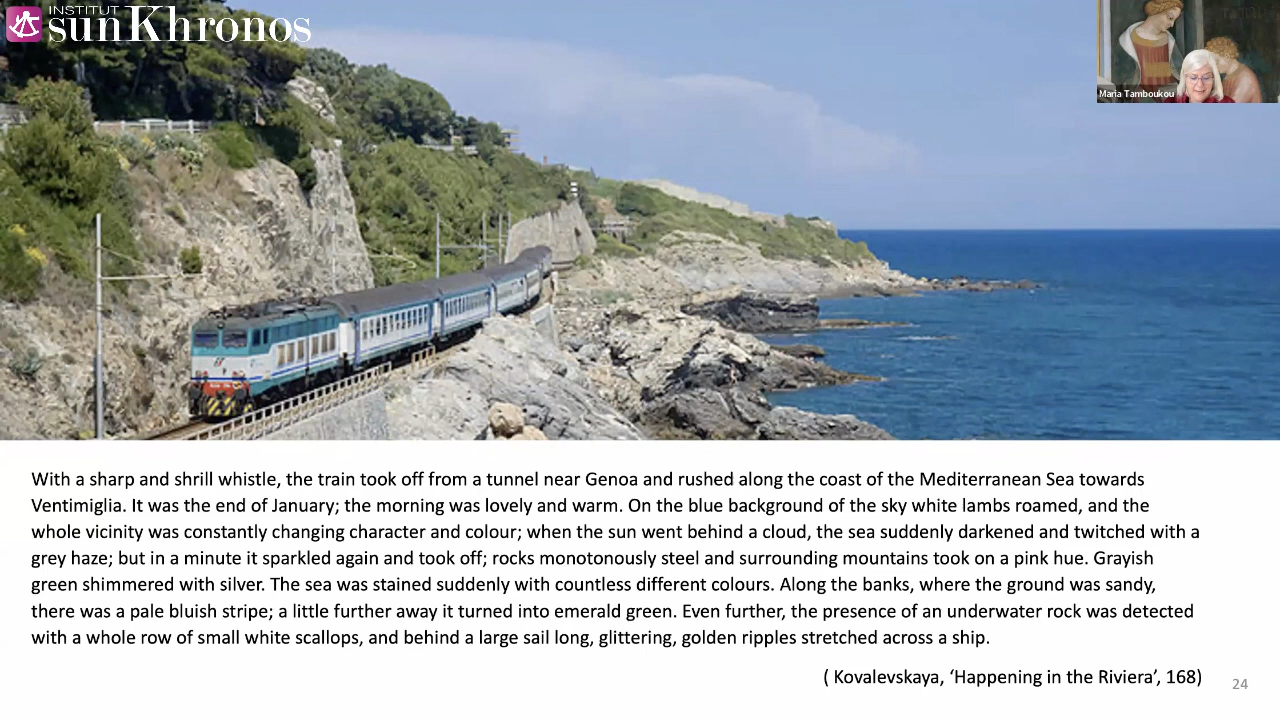 INSTITUT
sunKhronos
Maria Tamboukou
With a sharp and shrill whistle, the train took off from a tunnel near Genoa and rushed along the coast of the Mediterranean Sea towards
Ventimiglia. It was the end of January; the morning was lovely and warm. On the blue background of the sky white lambs roamed, and the
whole vicinity was constantly changing character and colour; when the sun went behind a cloud, the sea suddenly darkened and twitched with a
grey haze; but in a minute it sparkled again and took off; rocks monotonously steel and surrounding mountains took on a pink hue. Grayish
green shimmered with silver. The sea was stained suddenly with countless different colours. Along the banks, where the ground was sandy,
there was a pale bluish stripe; a little further away it turned into emerald green. Even further, the presence of an underwater rock was detected
with a whole row of small white scallops, and behind a large sail long, glittering, golden ripples stretched across a ship.
( Kovalevskaya, ‘Happening in the Riviera’, 168)
24